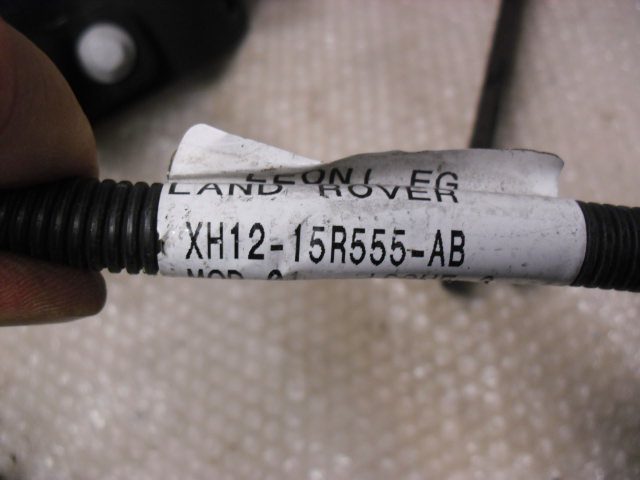 LEONI EG
LAND ROVER
XH12-15R555-AB